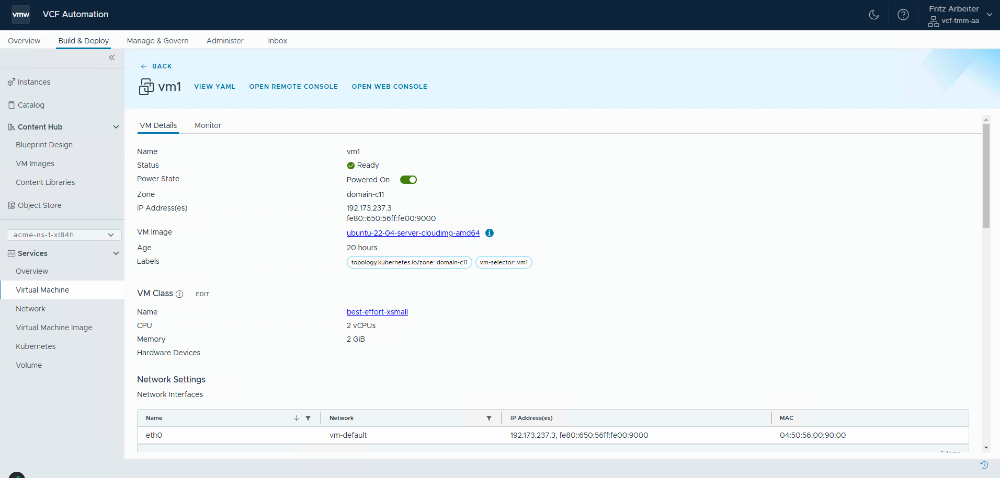 vmw VCF Automation Fritz Arbeiter
vcf-tmm-aa
Overview Build & Deploy Manage & Govern Administer Inbox
BACK
vm1 VIEW YAML OPEN REMOTE CONSOLE OPEN WEB CONSOLE
Instances
Catalog
Content Hub
Blueprint Design
VM Images
Content Libraries
Object Store
acme-ns-1-xl84h
Services
Overview
Virtual Machine
Network
Virtual Machine Image
Kubernetes
Volume
VM Details Monitor
Name vm1
Status Ready
Power State Powered On
Zone domain-c11
IP Address(es) 192.173.237.3
fe80::650:56ff:fe00:9000
VM Image ubuntu-22-04-server-cloudimg-amd64
Age 20 hours
Labels topology.kubernetes.io/zone: domain-c11 vm-selector: vm1
VM Class EDIT
Name best-effort-xsmall
CPU 2 vCPUs
Memory 2 GiB
Hardware Devices
Network Settings
Network Interfaces
Name Network IP Address(es) MAC
eth0 vm-default 192.173.237.3, fe80::650:56ff:fe00:9000 04:50:56:00:90:00
1 items